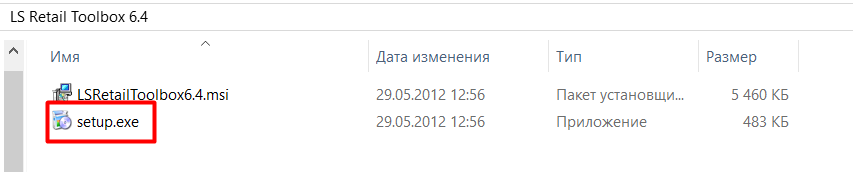 LS Retail Toolbox 6.4
Имя Дата изменения Тип Размер
LSRetailToolbox6.4.msi 29.05.2012 12:56 Пакет установщи... 5 460 КБ
setup.exe 29.05.2012 12:56 Приложение 483 КБ